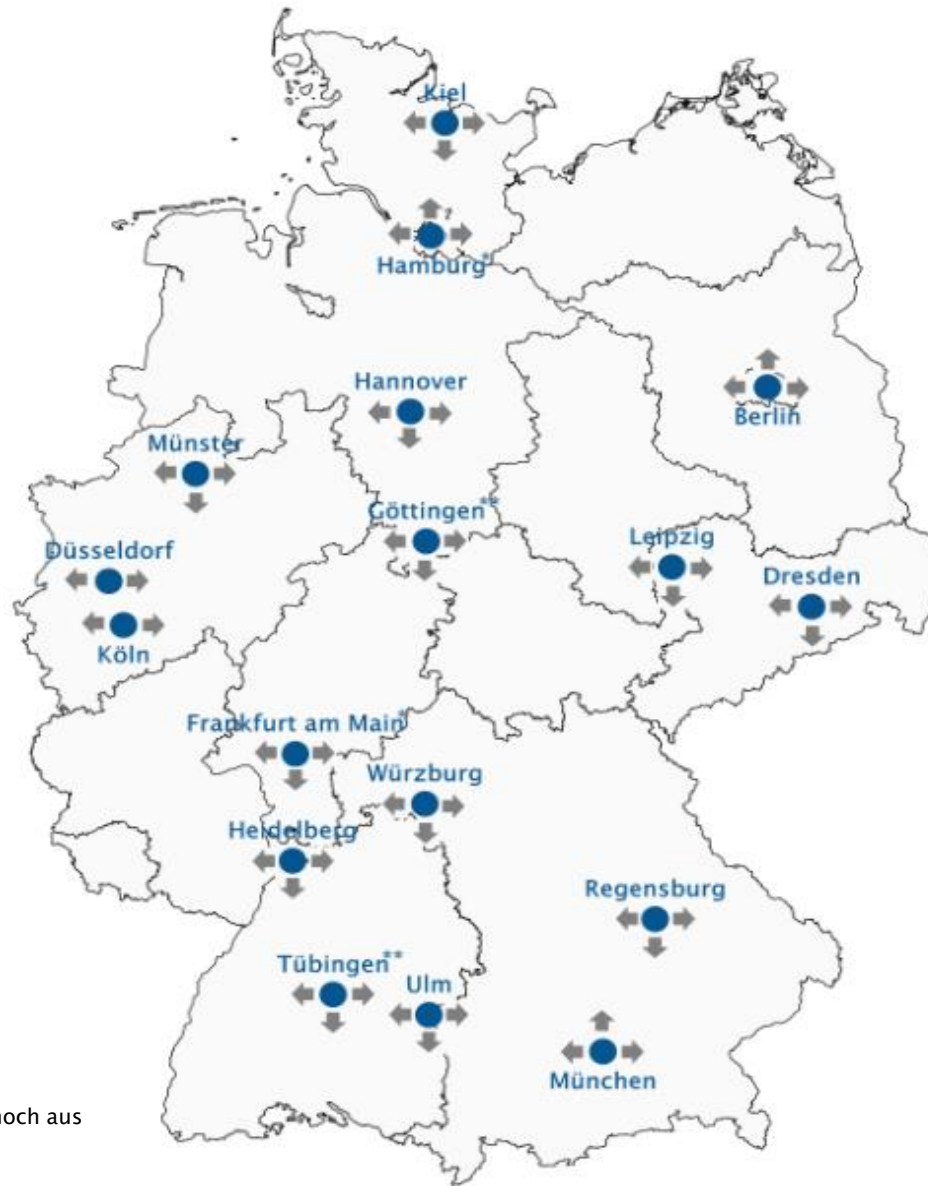 Kiel
?
Hamburg*
Hannover
Berlin
Münster
Göttingen**
Leipzig
Düsseldorf
Dresden
Köln
Frankfurt am Main*
Würzburg
Heidelberg
Regensburg
Tübingen**
Ulm
München
noch aus